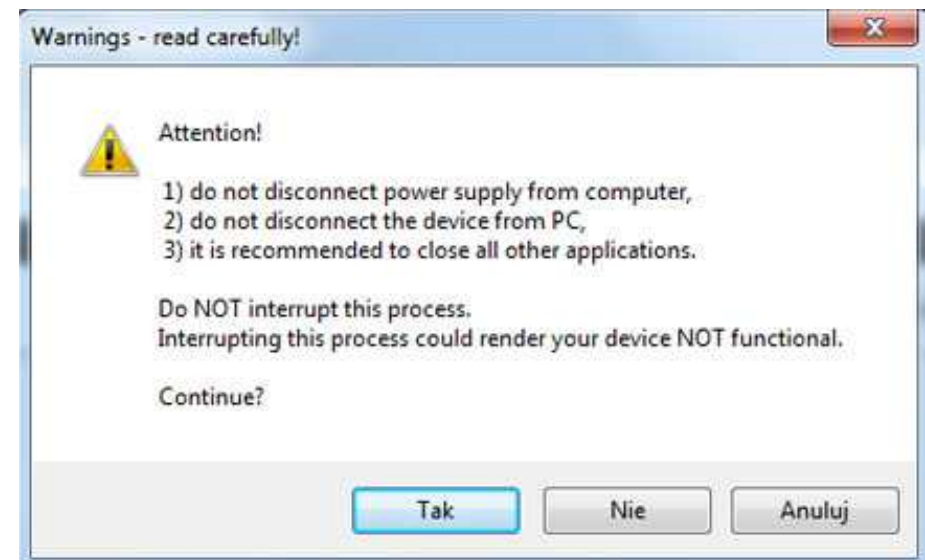 Warnings - read carefully!
Attention!
1) do not disconnect power supply from computer,
2) do not disconnect the device from PC,
3) it is recommended to close all other applications.
Do NOT interrupt this process.
Interrupting this process could render your device NOT functional.
Continue?
Tak Nie Anuluj